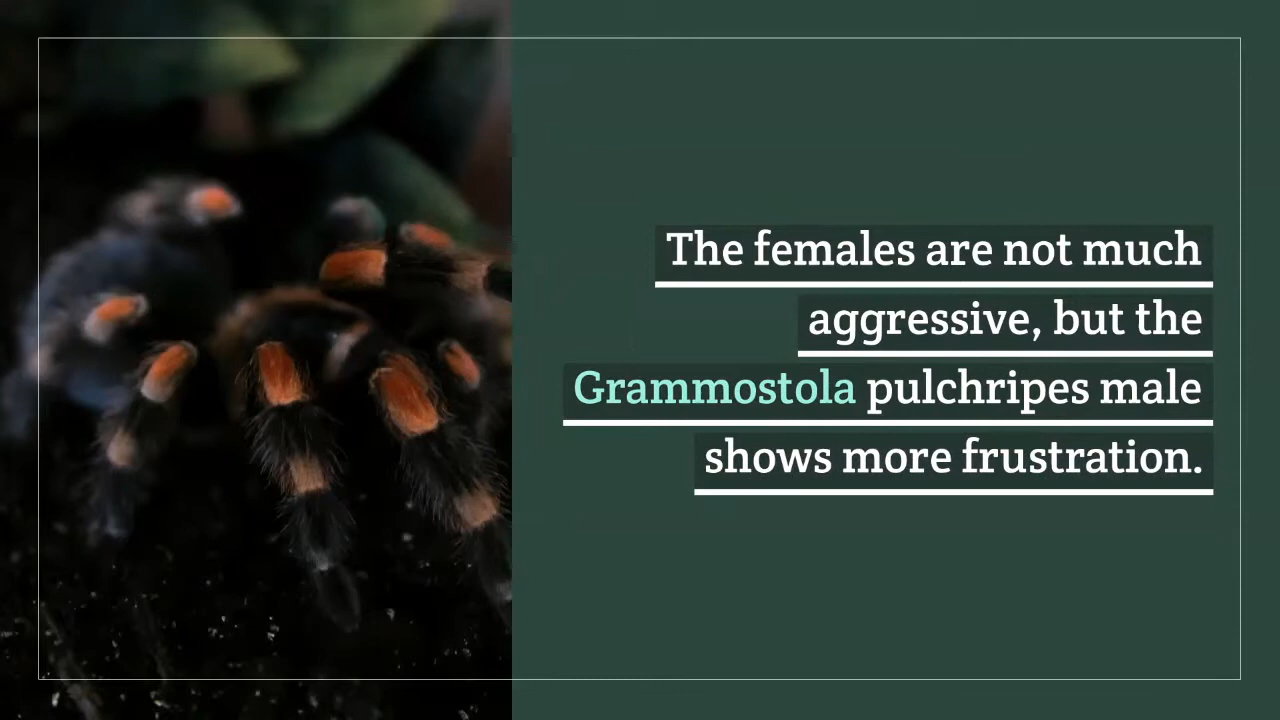 The females are not much
aggressive, but the
Grammostola pulchripes male
shows more frustration.